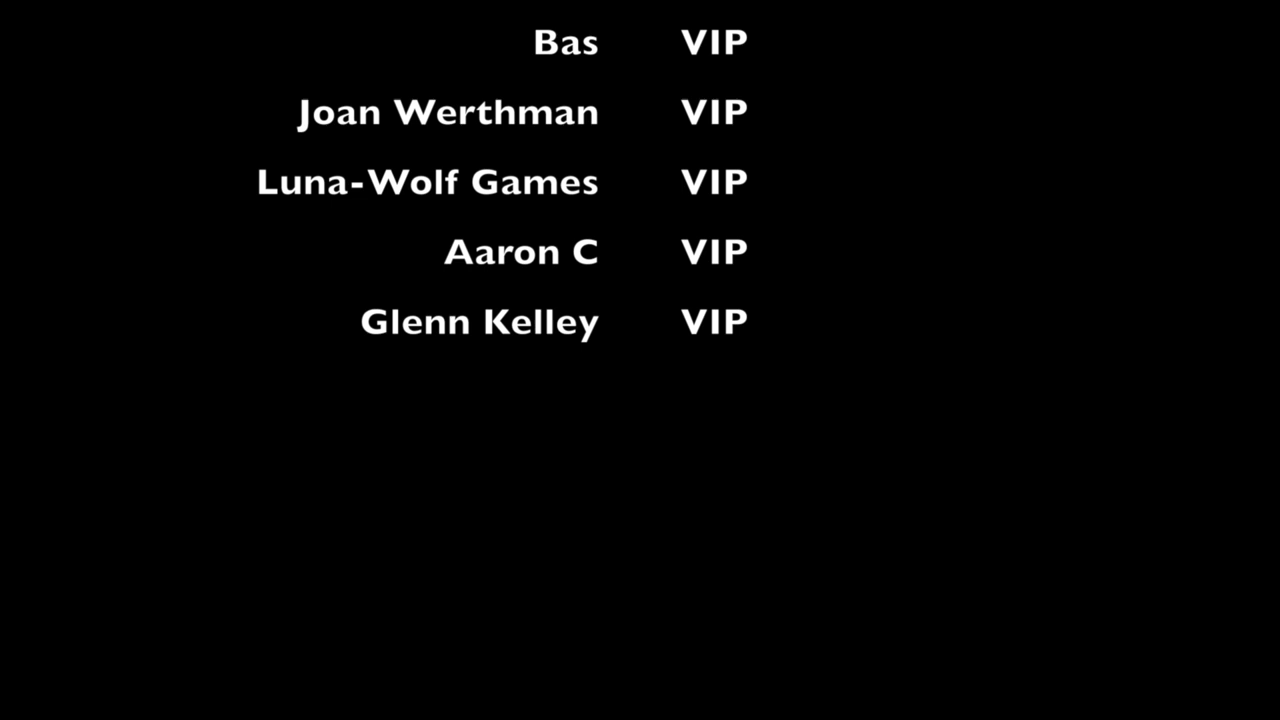 Bas VIP
Joan Werthman VIP
Luna-Wolf Games VIP
Aaron C VIP
Glenn Kelley VIP